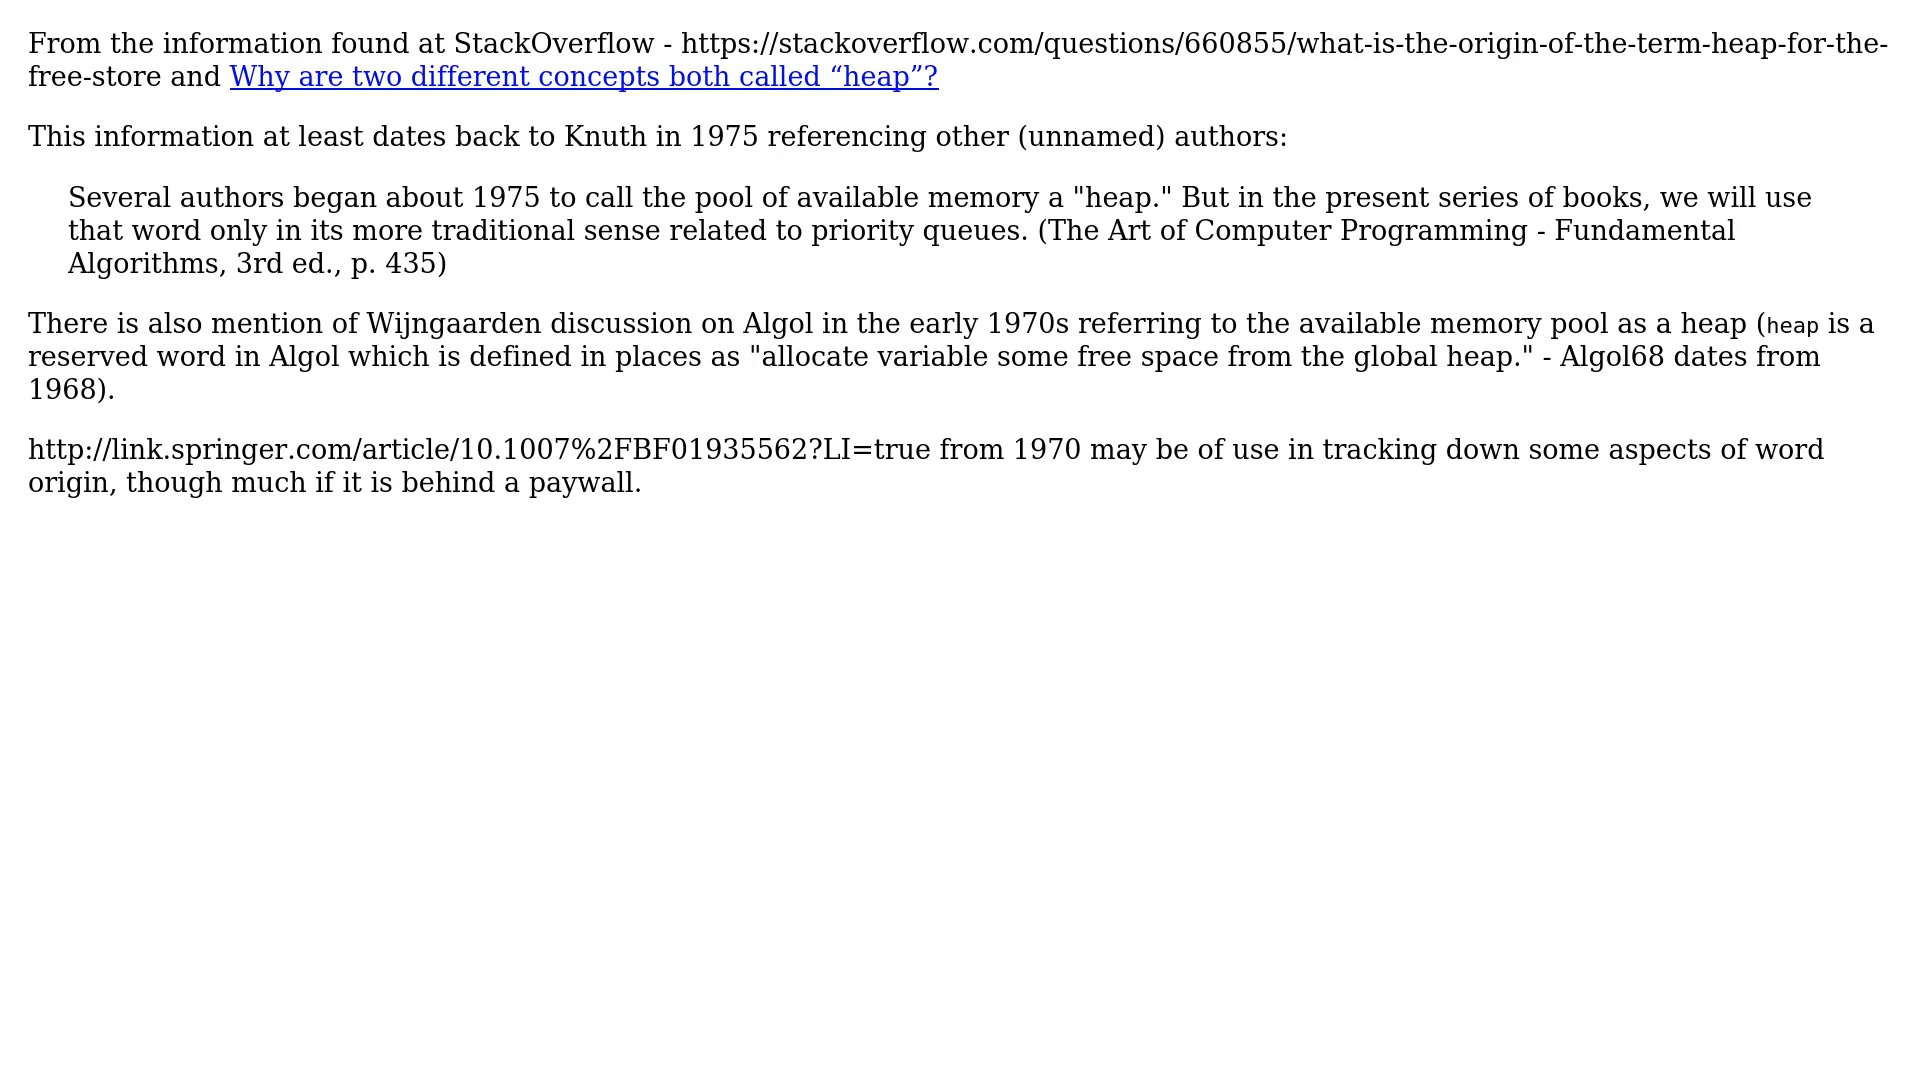 From the information found at StackOverflow - https://stackoverflow.com/questions/660855/what-is-the-origin-of-the-term-heap-for-the-
free-store and Why are two different concepts both called “heap”?
This information at least dates back to Knuth in 1975 referencing other (unnamed) authors:
Several authors began about 1975 to call the pool of available memory a "heap." But in the present series of books, we will use
that word only in its more traditional sense related to priority queues. (The Art of Computer Programming - Fundamental
Algorithms, 3rd ed., p. 435)
There is also mention of Wijngaarden discussion on Algol in the early 1970s referring to the available memory pool as a heap (heap is a
reserved word in Algol which is defined in places as "allocate variable some free space from the global heap." - Algol68 dates from
1968).
http://link.springer.com/article/10.1007%2FBF01935562?LI=true from 1970 may be of use in tracking down some aspects of word
origin, though much if it is behind a paywall.